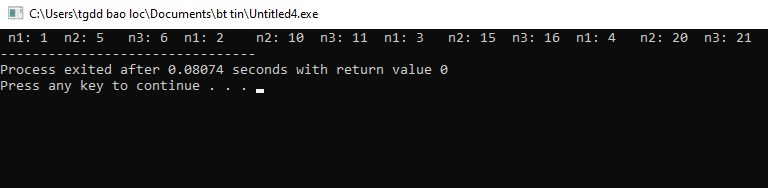 C:\Users\tgdd bao loc\Documents\bt tin\Untitled4.exe
n1: 1  n2: 5   n3: 6  n1: 2    n2: 10  n3: 11  n1: 3   n2: 15  n3: 16  n1: 4   n2: 20  n3: 21
--------------------------------
Process exited after 0.08074 seconds with return value 0
Press any key to continue . . .